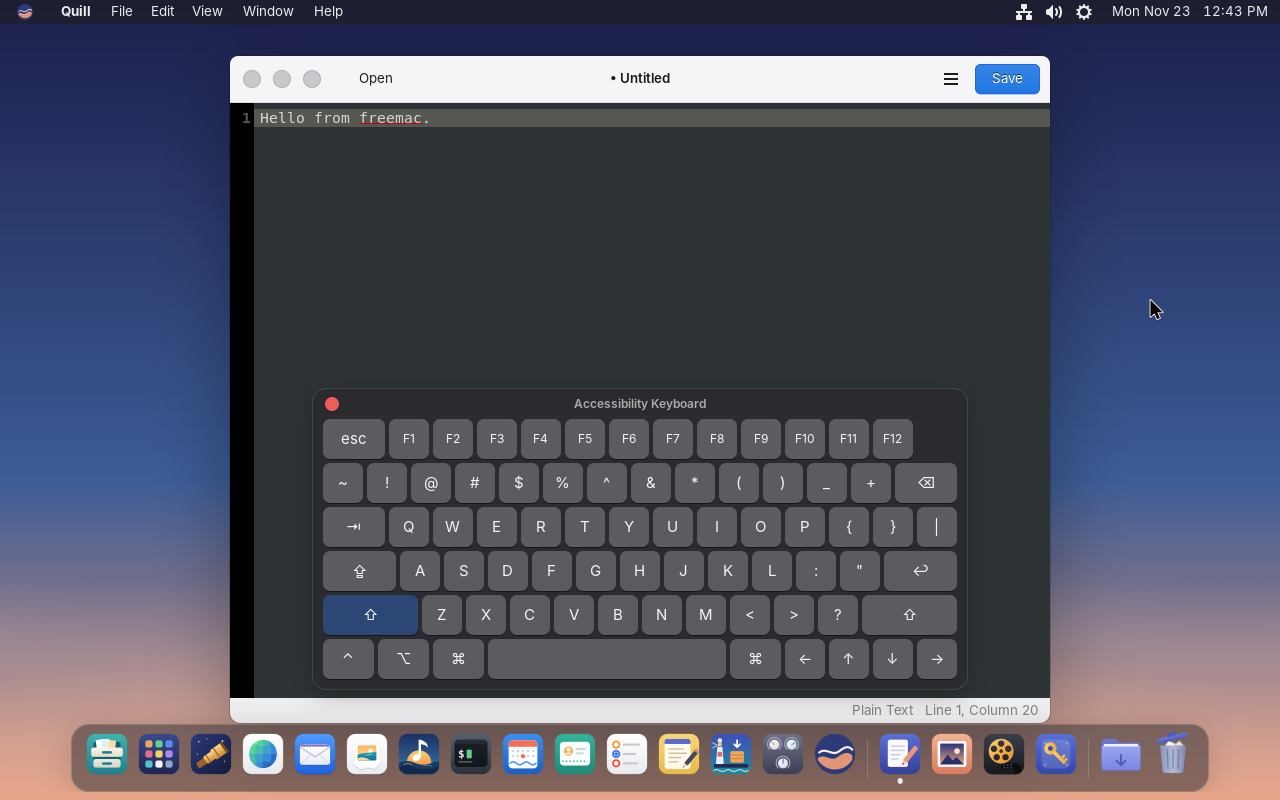 Quill File Edit View Window Help Mon Nov 23 12:43 PM
Open • Untitled Save
1 Hello from freemac.
Accessibility Keyboard
esc F1 F2 F3 F4 F5 F6 F7 F8 F9 F10 F11 F12
~ ! @ # $ % ^ & * ( ) _ + ⌫
⇥ Q W E R T Y U I O P { } |
⇪ A S D F G H J K L : " ↩
⇧ Z X C V B N M < > ? ⇧
^ ⌥ ⌘ ⌘ ← ↑ ↓ →
Plain Text Line 1, Column 20
$